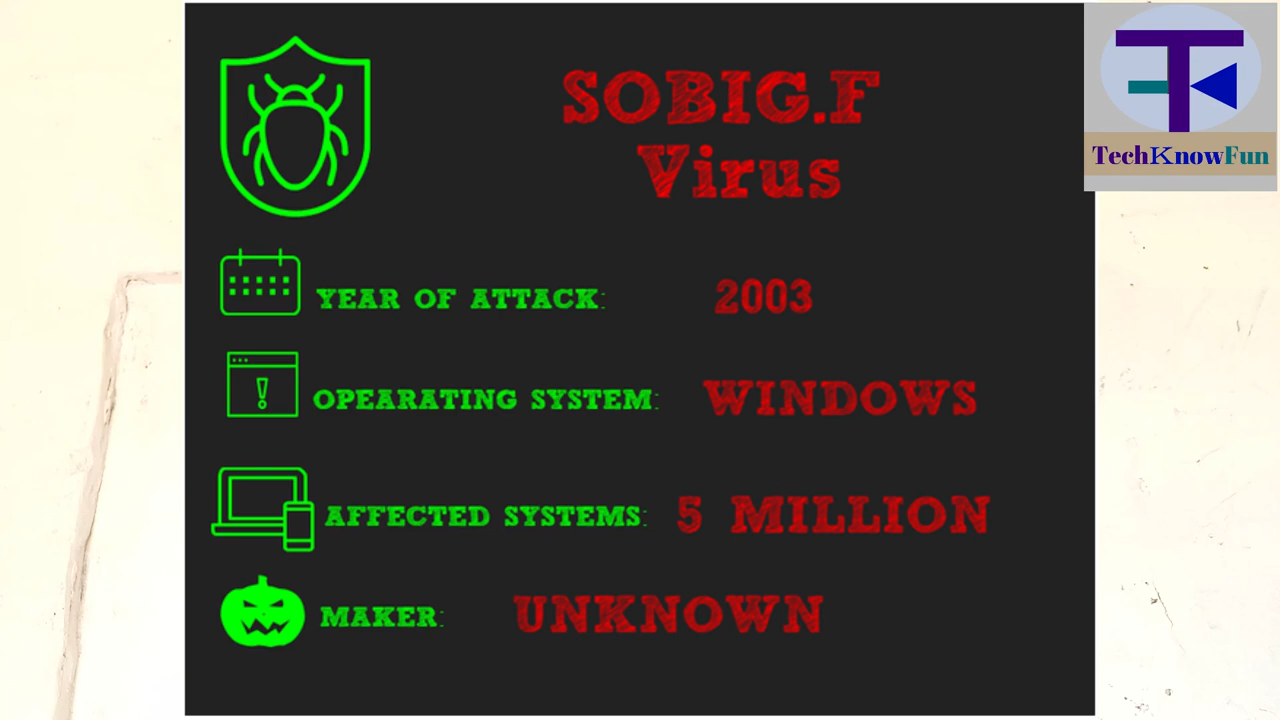 SOBIG.F
Virus
TechKnowFun
YEAR OF ATTACK: 2003
OPEARATING SYSTEM: WINDOWS
AFFECTED SYSTEMS: 5 MILLION
MAKER: UNKNOWN